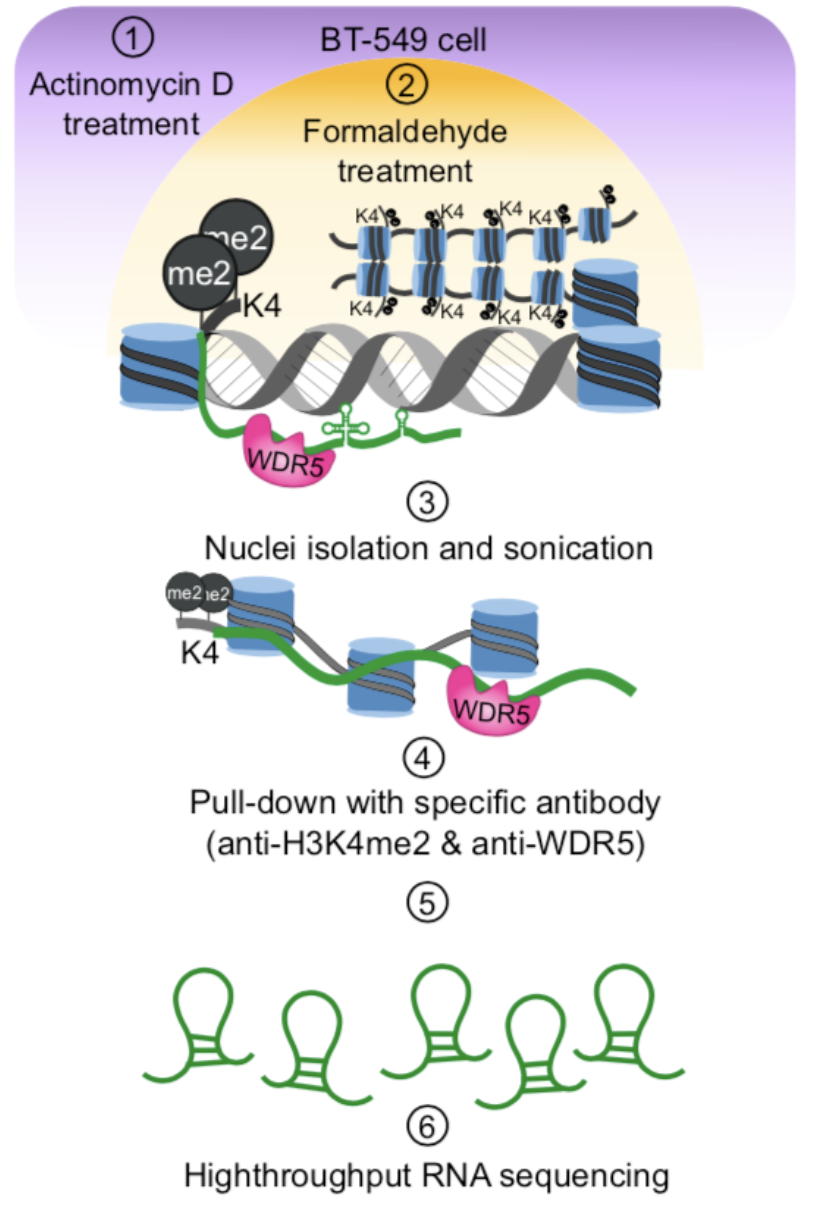 ①
BT-549 cell
Actinomycin D
treatment
②
Formaldehyde
treatment
K4
K4
K4
K4
me2
me2
K4
K4
K4
K4
K4
WDR5
③
Nuclei isolation and sonication
me2
me2
K4
WDR5
④
Pull-down with specific antibody
(anti-H3K4me2 & anti-WDR5)
⑤
⑥
Highthroughput RNA sequencing